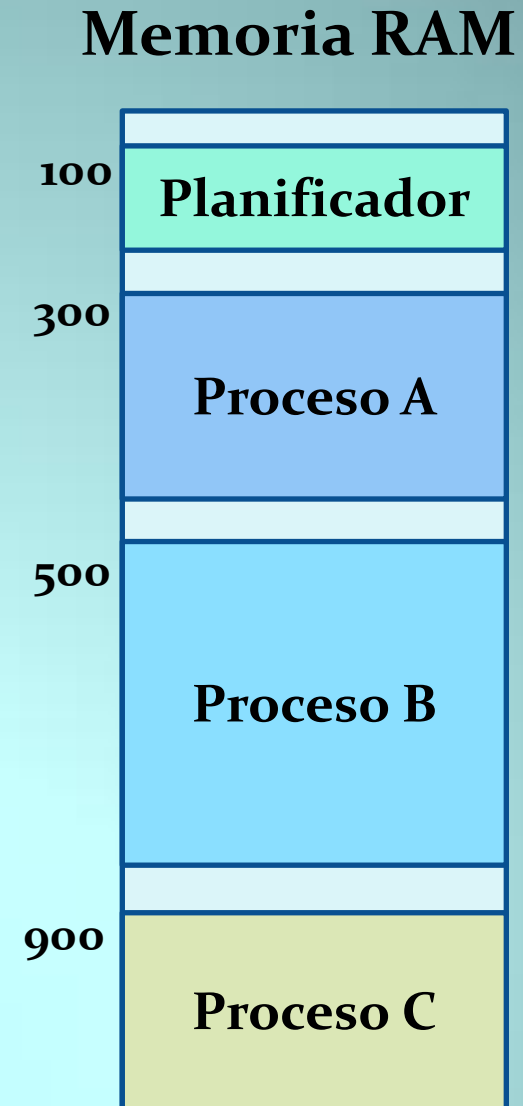 Memoria RAM
100
Planificador
300
Proceso A
500
Proceso B
900
Proceso C